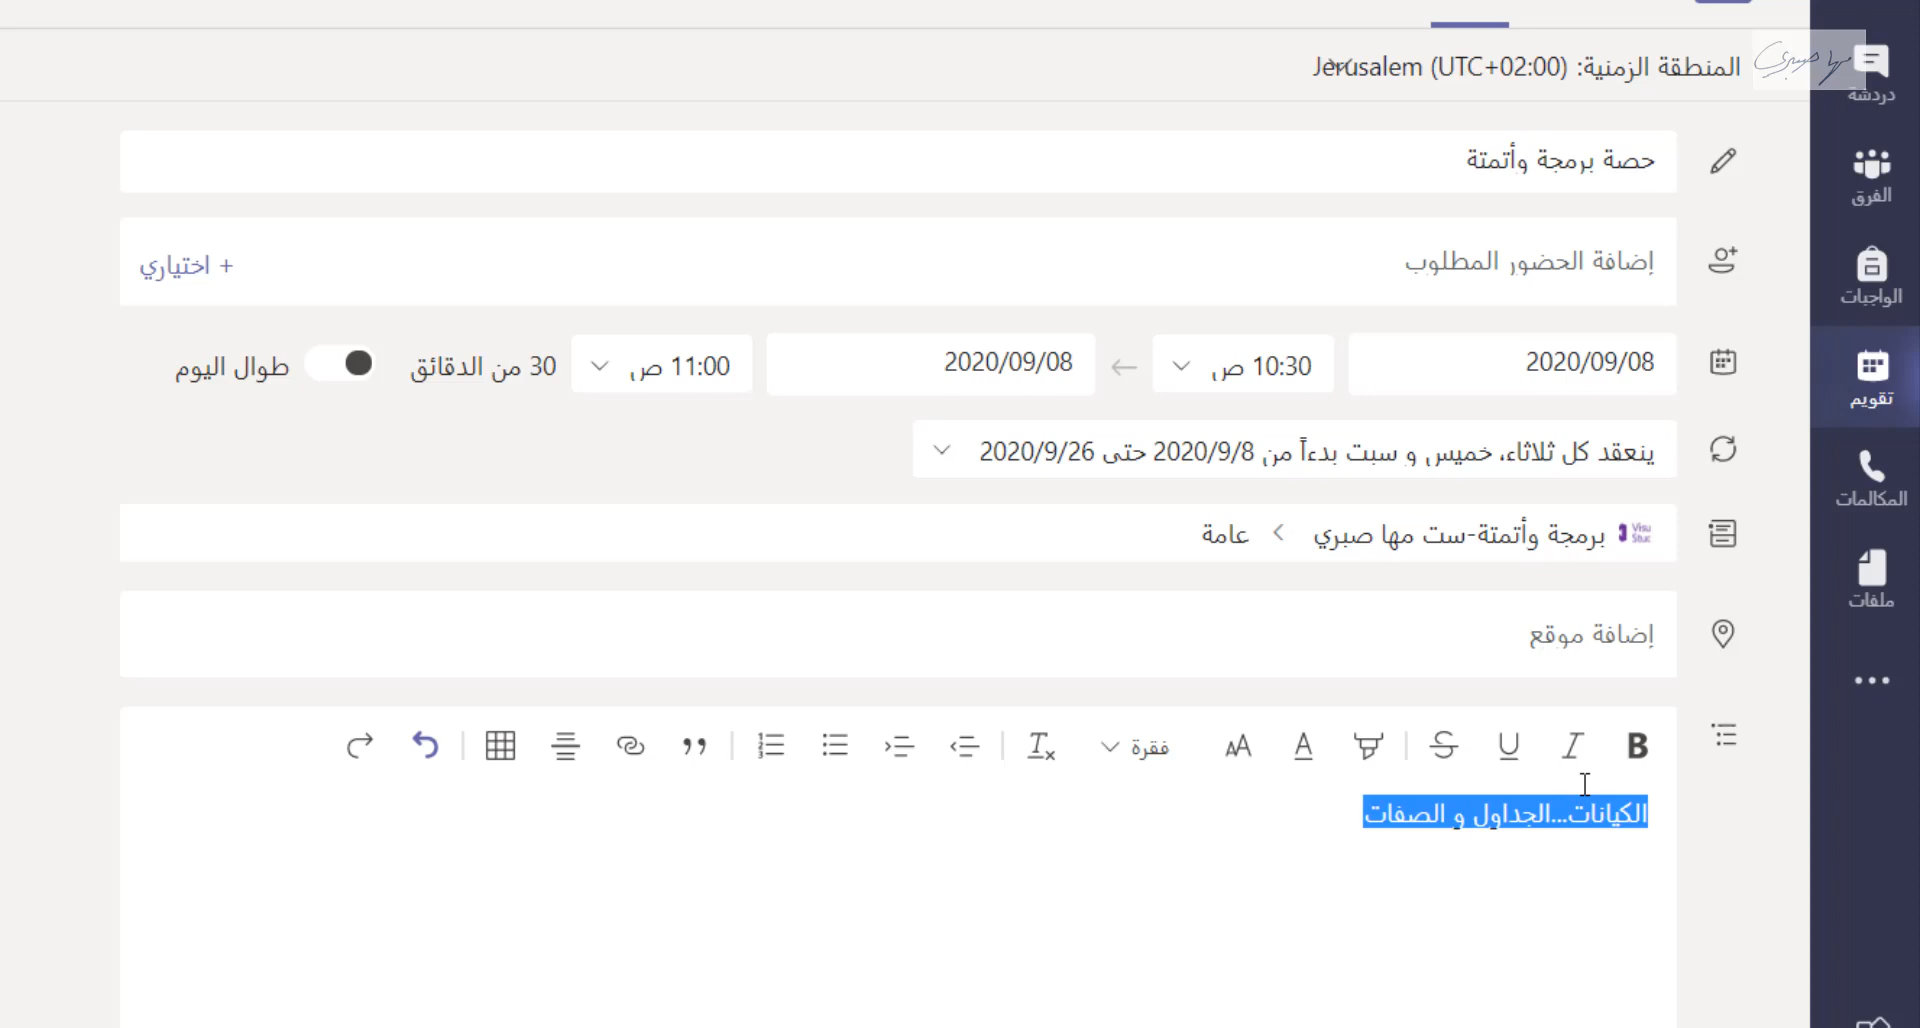 المنطقة الزمنية: Jerusalem (UTC+02:00)
مها صبري
دردشة
حصة برمجة وأتمتة
الفرق
إضافة الحضور المطلوب
+ اختياري
الواجبات
2020/09/08
10:30 ص
2020/09/08
11:00 ص
30 من الدقائق
طوال اليوم
تقويم
ينعقد كل ثلاثاء، خميس و سبت بدءاً من 2020/9/8 حتى 2020/9/26
المكالمات
برمجة وأتمتة-ست مها صبري > عامة
ملفات
إضافة موقع
فقرة
الكيانات...الجداول و الصفات